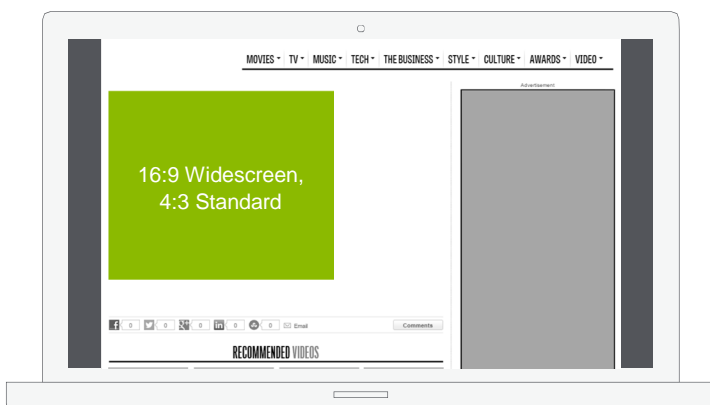 MOVIES TV MUSIC TECH THE BUSINESS STYLE CULTURE AWARDS VIDEO
Advertisement
16:9 Widescreen,
4:3 Standard
0 0 0 0 0 Email Comments
RECOMMENDED VIDEOS